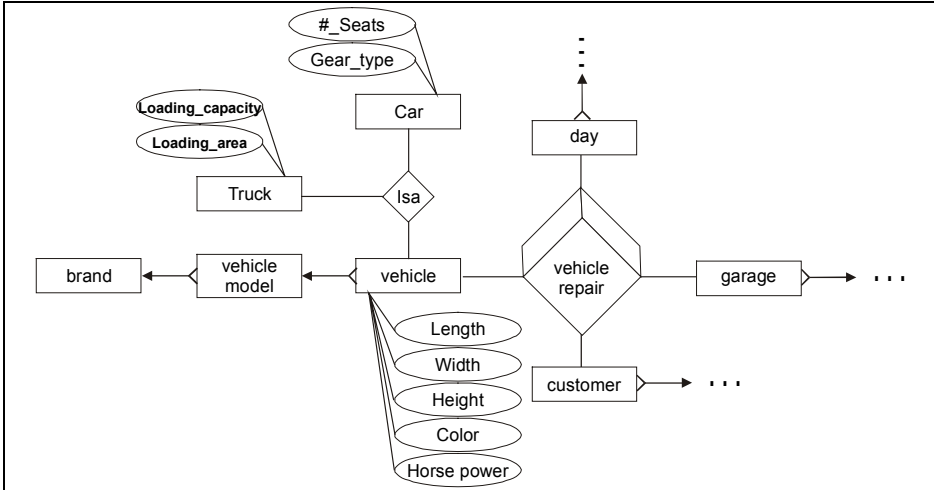 #_Seats
Gear_type
Car
Loading_capacity
Loading_area
Truck
Isa
day
brand
vehicle
model
vehicle
vehicle
repair
garage
. . .
Length
Width
Height
Color
Horse power
customer
. . .